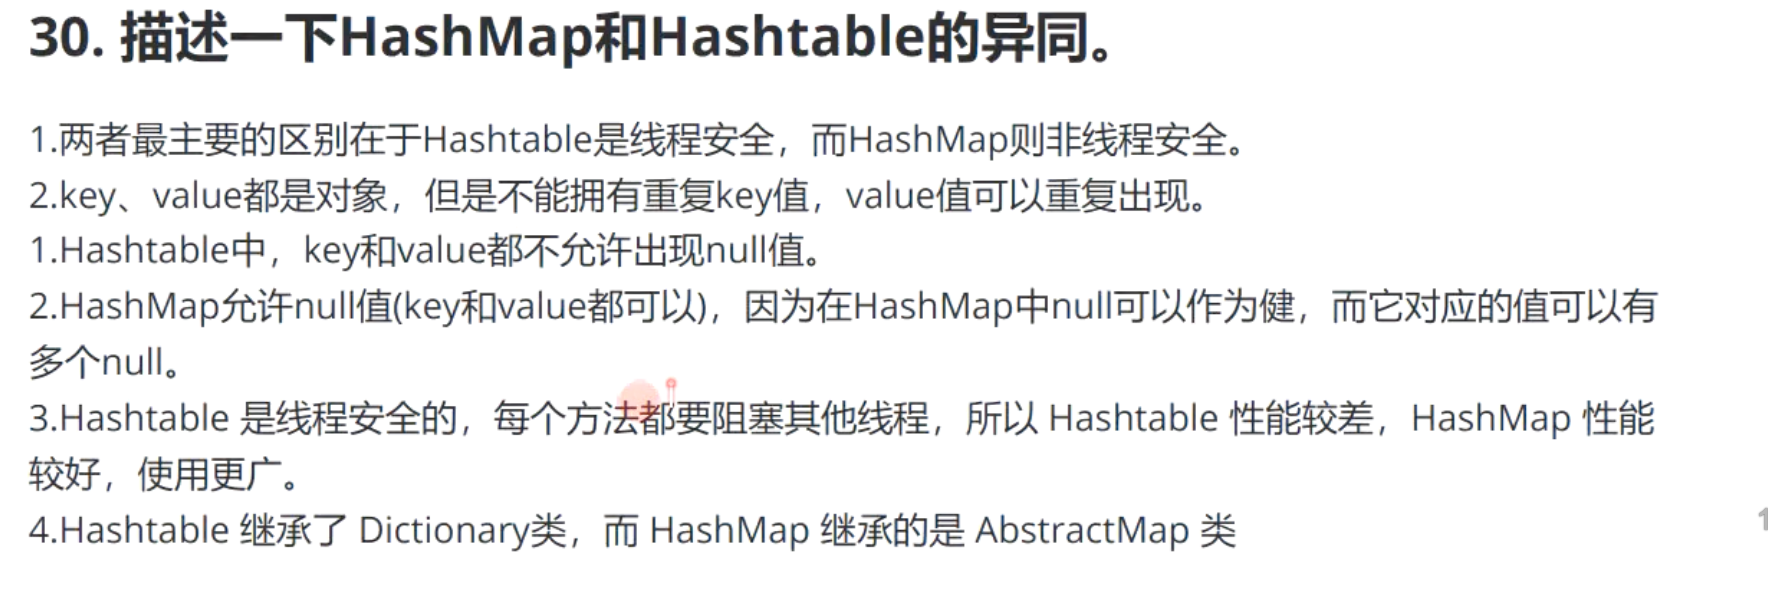 30. 描述一下HashMap和Hashtable的异同。
1.两者最主要的区别在于Hashtable是线程安全，而HashMap则非线程安全。
2.key、value都是对象，但是不能拥有重复key值，value值可以重复出现。
1.Hashtable中，key和value都不允许出现null值。
2.HashMap允许null值(key和value都可以)，因为在HashMap中null可以作为健，而它对应的值可以有
多个null。
3.Hashtable 是线程安全的，每个方法都要阻塞其他线程，所以 Hashtable 性能较差，HashMap 性能
较好，使用更广。
4.Hashtable 继承了 Dictionary类，而 HashMap 继承的是 AbstractMap 类